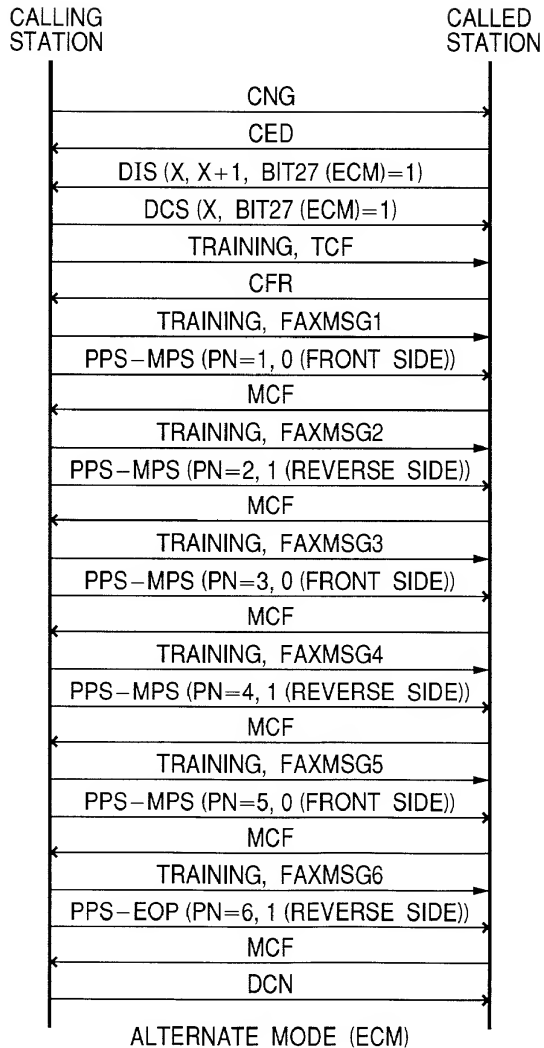 CALLING STATION
CALLED STATION
CNG
CED
DIS (X, X+1, BIT27 (ECM)=1)
DCS (X, BIT27 (ECM)=1)
TRAINING, TCF
CFR
TRAINING, FAXMSG1
PPS-MPS (PN=1, 0 (FRONT SIDE))
MCF
TRAINING, FAXMSG2
PPS-MPS (PN=2, 1 (REVERSE SIDE))
MCF
TRAINING, FAXMSG3
PPS-MPS (PN=3, 0 (FRONT SIDE))
MCF
TRAINING, FAXMSG4
PPS-MPS (PN=4, 1 (REVERSE SIDE))
MCF
TRAINING, FAXMSG5
PPS-MPS (PN=5, 0 (FRONT SIDE))
MCF
TRAINING, FAXMSG6
PPS-EOP (PN=6, 1 (REVERSE SIDE))
MCF
DCN
ALTERNATE MODE (ECM)